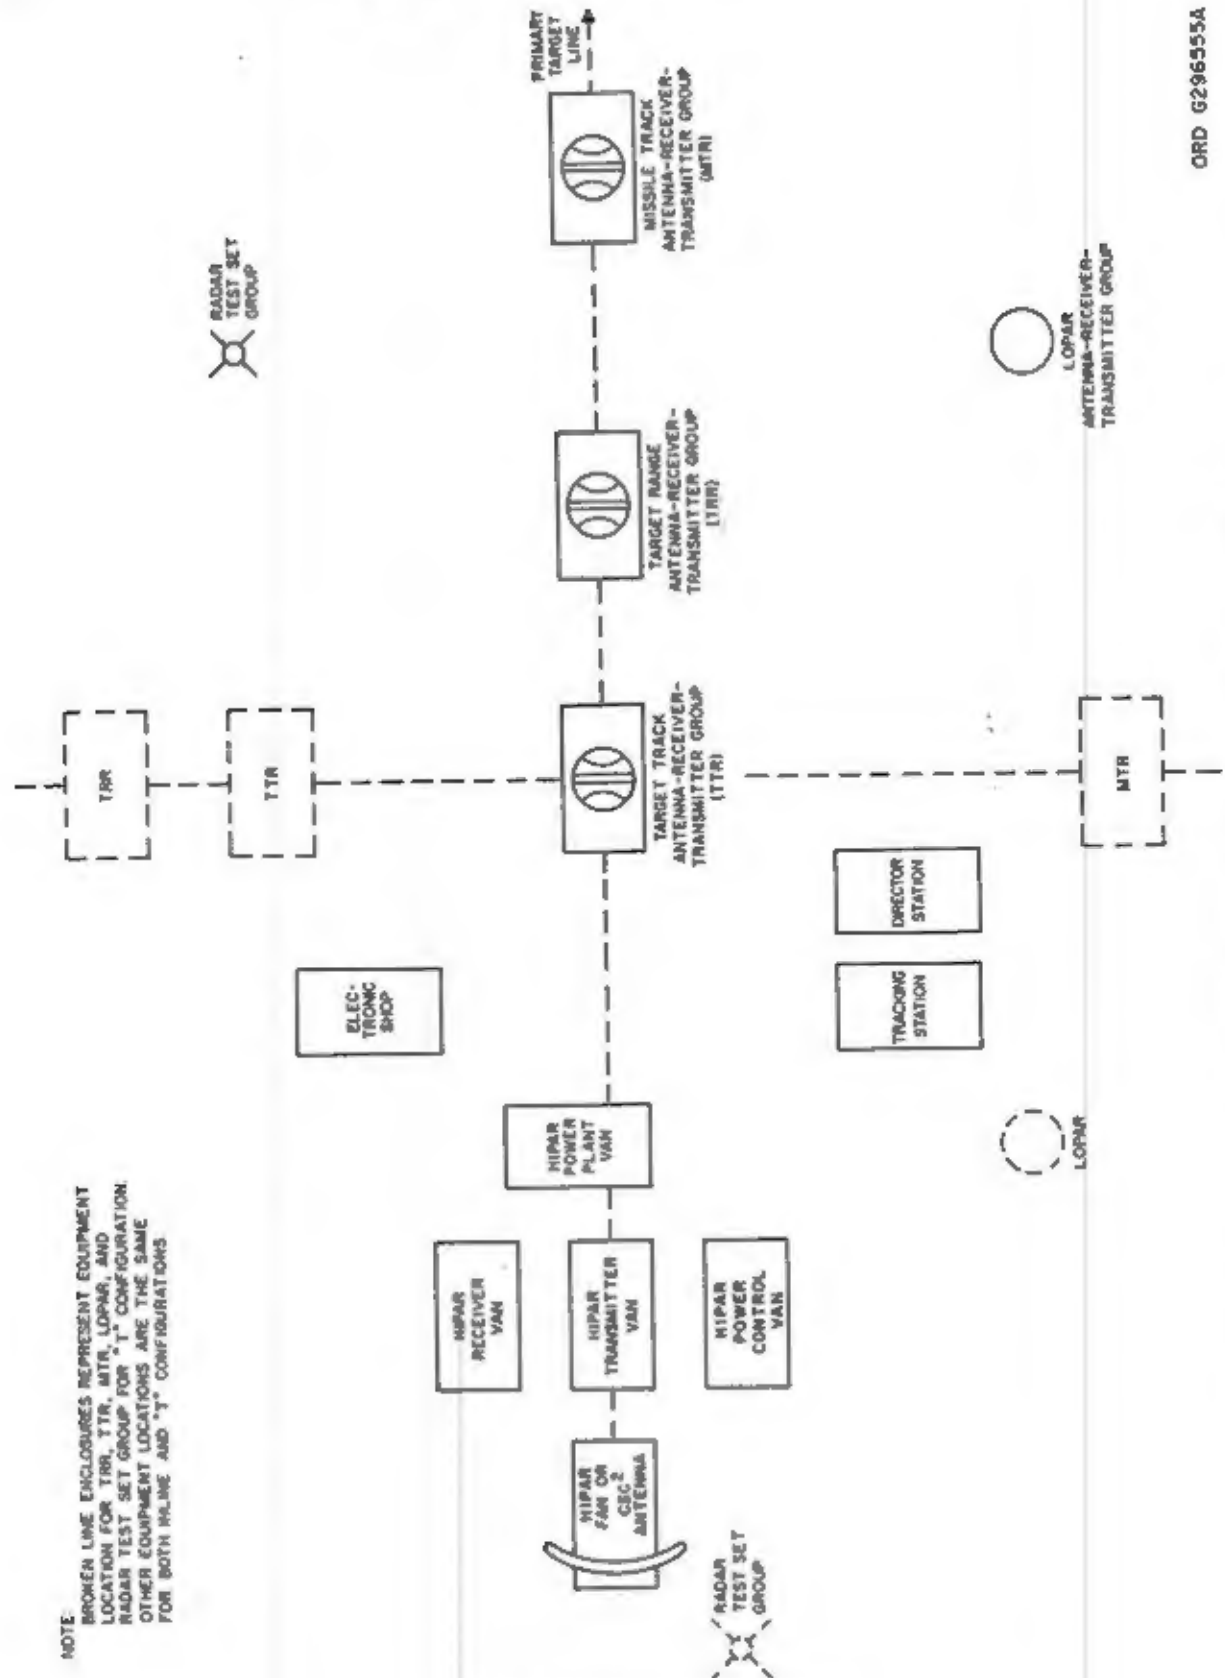 NOTE:
BROKEN LINE ENCLOSURES REPRESENT EQUIPMENT
LOCATION FOR TRR, TTR, MTR, LOPAR, AND
RADAR TEST SET GROUP FOR "T" CONFIGURATION.
OTHER EQUIPMENT LOCATIONS ARE THE SAME
FOR BOTH INLINE AND "T" CONFIGURATIONS.
TRR
TTR
RADAR
TEST SET
GROUP
ELEC-
TRONIC
SHOP
HIPAR
RECEIVER
VAN
HIPAR
FAN OR
CSC2
ANTENNA
HIPAR
TRANSMITTER
VAN
HIPAR
POWER
PLANT
VAN
TARGET TRACK
ANTENNA-RECEIVER-
TRANSMITTER GROUP
(TTR)
TARGET RANGE
ANTENNA-RECEIVER-
TRANSMITTER GROUP
(TRR)
MISSILE TRACK
ANTENNA-RECEIVER-
TRANSMITTER GROUP
(MTR)
PRIMARY
TARGET
LINE
RADAR
TEST SET
GROUP
HIPAR
POWER
CONTROL
VAN
TRACKING
STATION
DIRECTOR
STATION
LOPAR
MTR
LOPAR
ANTENNA-RECEIVER-
TRANSMITTER GROUP
ORD G296555A